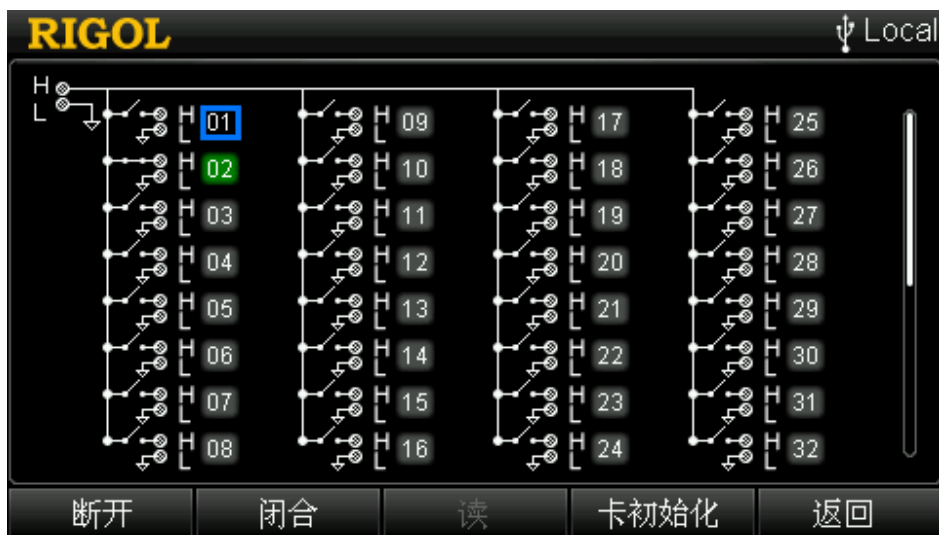 RIGOL Local
H
L
H 01 H 09 H 17 H 25
L L L L
H 02 H 10 H 18 H 26
L L L L
H 03 H 11 H 19 H 27
L L L L
H 04 H 12 H 20 H 28
L L L L
H 05 H 13 H 21 H 29
L L L L
H 06 H 14 H 22 H 30
L L L L
H 07 H 15 H 23 H 31
L L L L
H 08 H 16 H 24 H 32
L L L L
断开 闭合 读 卡初始化 返回